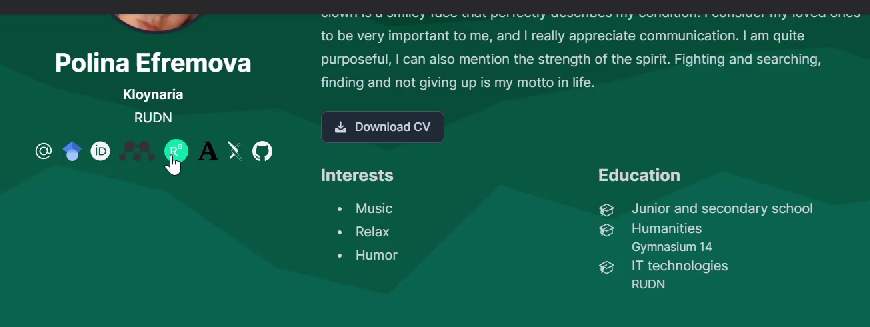 clown is a smiley face that perfectly describes my condition. I consider my loved ones
to be very important to me, and I really appreciate communication. I am quite
purposeful, I can also mention the strength of the spirit. Fighting and searching,
finding and not giving up is my motto in life.
Polina Efremova
Kloynaria
RUDN
iD
R⁶
A
Download CV
Interests
Music
Relax
Humor
Education
Junior and secondary school
Humanities
Gymnasium 14
IT technologies
RUDN